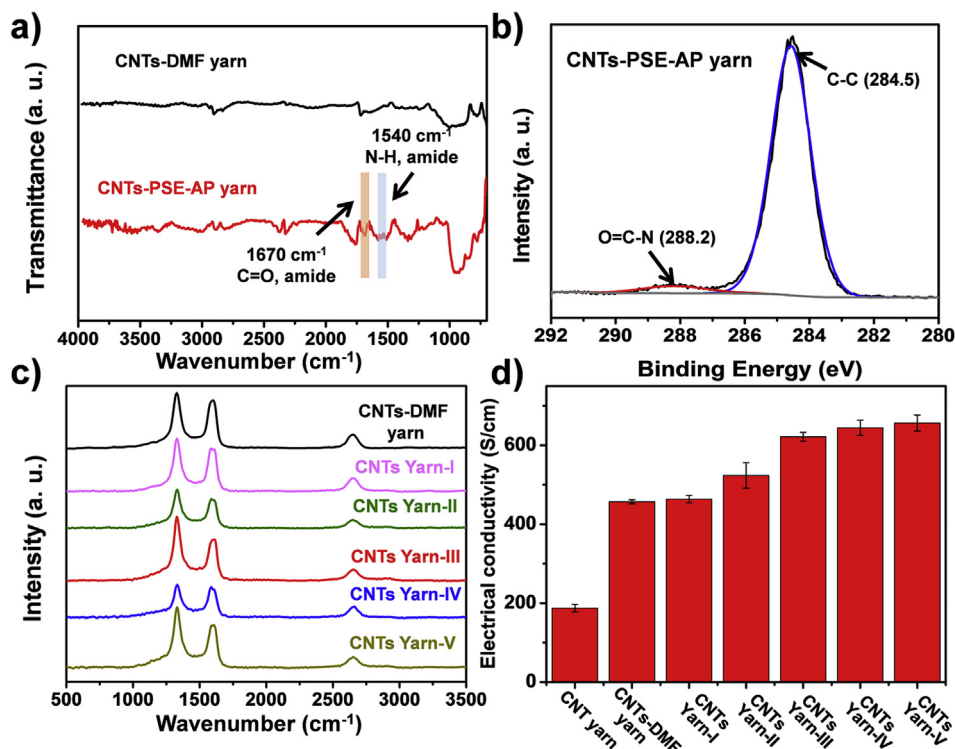 a)
CNTs-DMF yarn
1540 cm⁻¹
N-H, amide
CNTs-PSE-AP yarn
1670 cm⁻¹
C=O, amide
Transmittance (a. u.)
4000 3500 3000 2500 2000 1500 1000
Wavenumber (cm⁻¹)
b)
CNTs-PSE-AP yarn
C-C (284.5)
O=C-N (288.2)
Intensity (a. u.)
292 290 288 286 284 282 280
Binding Energy (eV)
c)
CNTs-DMF
yarn
CNTs Yarn-I
CNTs Yarn-II
CNTs Yarn-III
CNTs Yarn-IV
CNTs Yarn-V
Intensity (a. u.)
500 1000 1500 2000 2500 3000 3500
Wavenumber (cm⁻¹)
d)
Electrical conductivity (S/cm)
600
400
200
0
CNT yarn
CNTs-DMF
yarn
CNTs
Yarn-I
CNTs
Yarn-II
CNTs
Yarn-III
CNTs
Yarn-IV
CNTs
Yarn-V